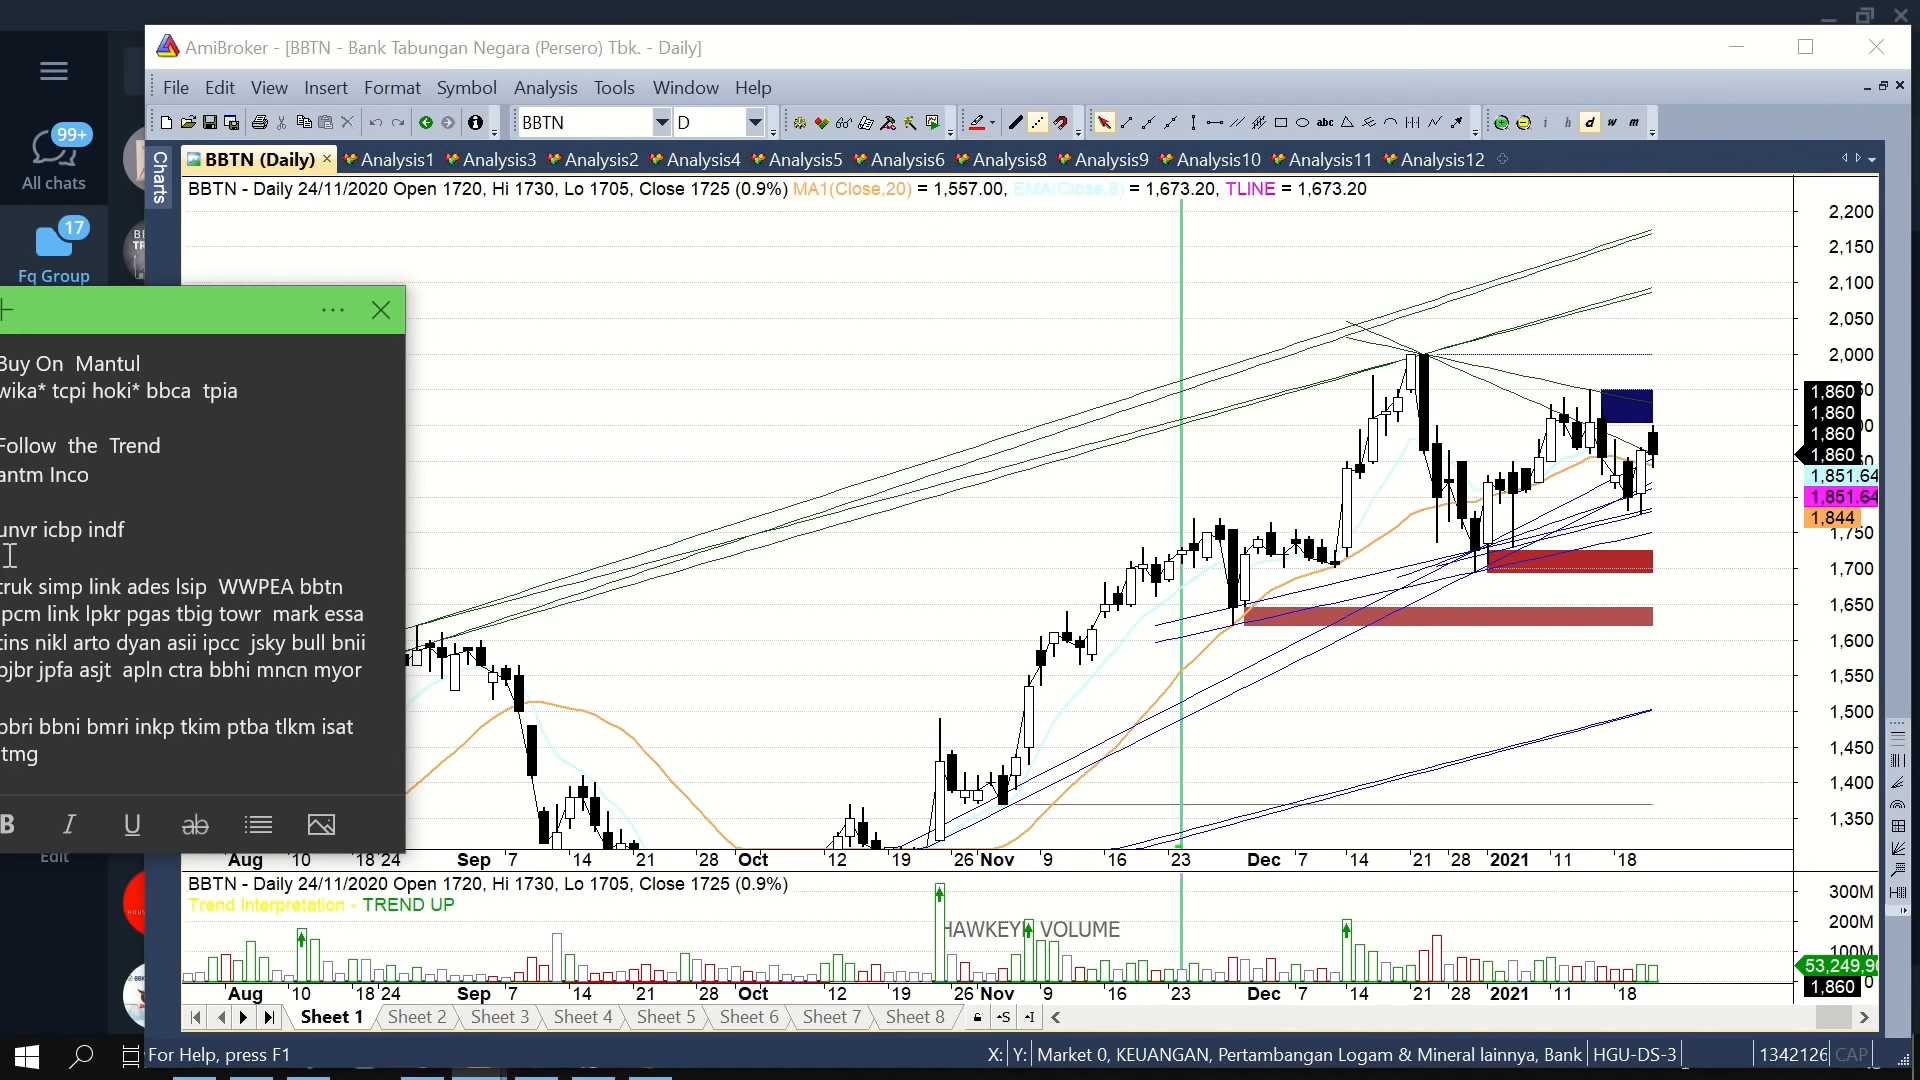 AmiBroker - [BBTN - Bank Tabungan Negara (Persero) Tbk. - Daily]
File Edit View Insert Format Symbol Analysis Tools Window Help
BBTN D
99+
All chats
17
Fq Group
Charts
BBTN (Daily) Analysis1 Analysis3 Analysis2 Analysis4 Analysis5 Analysis6 Analysis8 Analysis9 Analysis10 Analysis11 Analysis12
BBTN - Daily 24/11/2020 Open 1720, Hi 1730, Lo 1705, Close 1725 (0.9%) MA1(Close,20) = 1,557.00, EMA(Close,8) = 1,673.20, TLINE = 1,673.20
2,200
2,150
2,100
2,050
2,000
1,860
1,860
1,860
1,860
1,851.64
1,851.64
1,844
1,750
1,700
1,650
1,600
1,550
1,500
1,450
1,400
1,350
Buy On Mantul
wika* tcpi hoki* bbca tpia
Follow the Trend
antm Inco
unvr icbp indf
truk simp link ades lsip WWPEA bbtn
pcm link lpkr pgas tbig towr mark essa
tins nikl arto dyan asii ipcc jsky bull bnii
bjbr jpfa asjt apln ctra bbhi mncn myor
bbri bbni bmri inkp tkim ptba tlkm isat
tmg
B I U ab
Edit
Aug 10 18 24 Sep 7 14 21 28 Oct 12 19 26 Nov 9 16 23 Dec 7 14 21 28 2021 11 18
BBTN - Daily 24/11/2020 Open 1720, Hi 1730, Lo 1705, Close 1725 (0.9%)
Trend Interpretation - TREND UP
HAWKEYE VOLUME
300M
200M
100M
53,249,9
0
1,860
Aug 10 18 24 Sep 7 14 21 28 Oct 12 19 26 Nov 9 16 23 Dec 7 14 21 28 2021 11 18
Sheet 1 Sheet 2 Sheet 3 Sheet 4 Sheet 5 Sheet 6 Sheet 7 Sheet 8
For Help, press F1
X: Y: Market 0, KEUANGAN, Pertambangan Logam & Mineral lainnya, Bank HGU-DS-3 1342126 CAP